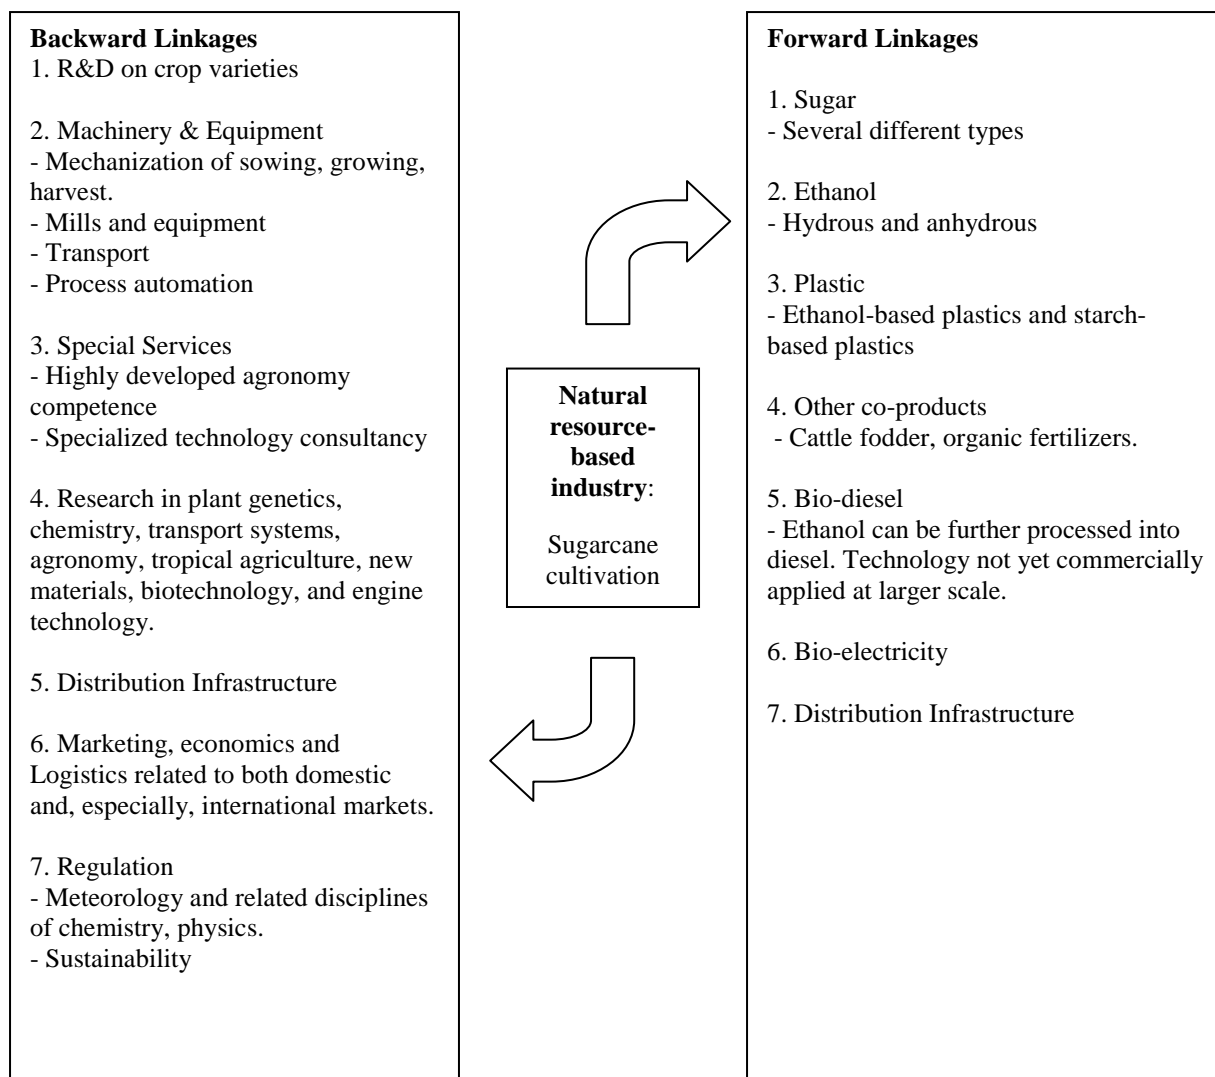 Backward Linkages
1. R&D on crop varieties
2. Machinery & Equipment
- Mechanization of sowing, growing,
harvest.
- Mills and equipment
- Transport
- Process automation
3. Special Services
- Highly developed agronomy
competence
- Specialized technology consultancy
4. Research in plant genetics,
chemistry, transport systems,
agronomy, tropical agriculture, new
materials, biotechnology, and engine
technology.
5. Distribution Infrastructure
6. Marketing, economics and
Logistics related to both domestic
and, especially, international markets.
7. Regulation
- Meteorology and related disciplines
of chemistry, physics.
- Sustainability
Natural
resource-
based
industry:
Sugarcane
cultivation
Forward Linkages
1. Sugar
- Several different types
2. Ethanol
- Hydrous and anhydrous
3. Plastic
- Ethanol-based plastics and starch-
based plastics
4. Other co-products
- Cattle fodder, organic fertilizers.
5. Bio-diesel
- Ethanol can be further processed into
diesel. Technology not yet commercially
applied at larger scale.
6. Bio-electricity
7. Distribution Infrastructure